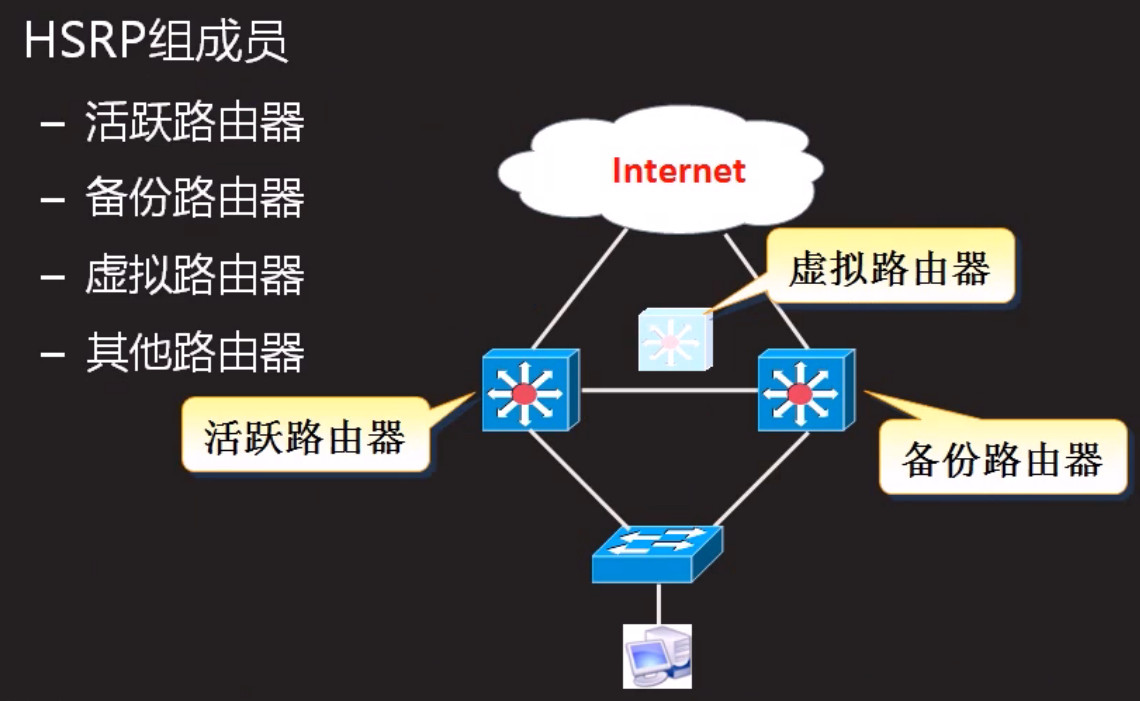 HSRP组成员
– 活跃路由器
– 备份路由器
– 虚拟路由器
– 其他路由器
Internet
虚拟路由器
活跃路由器
备份路由器